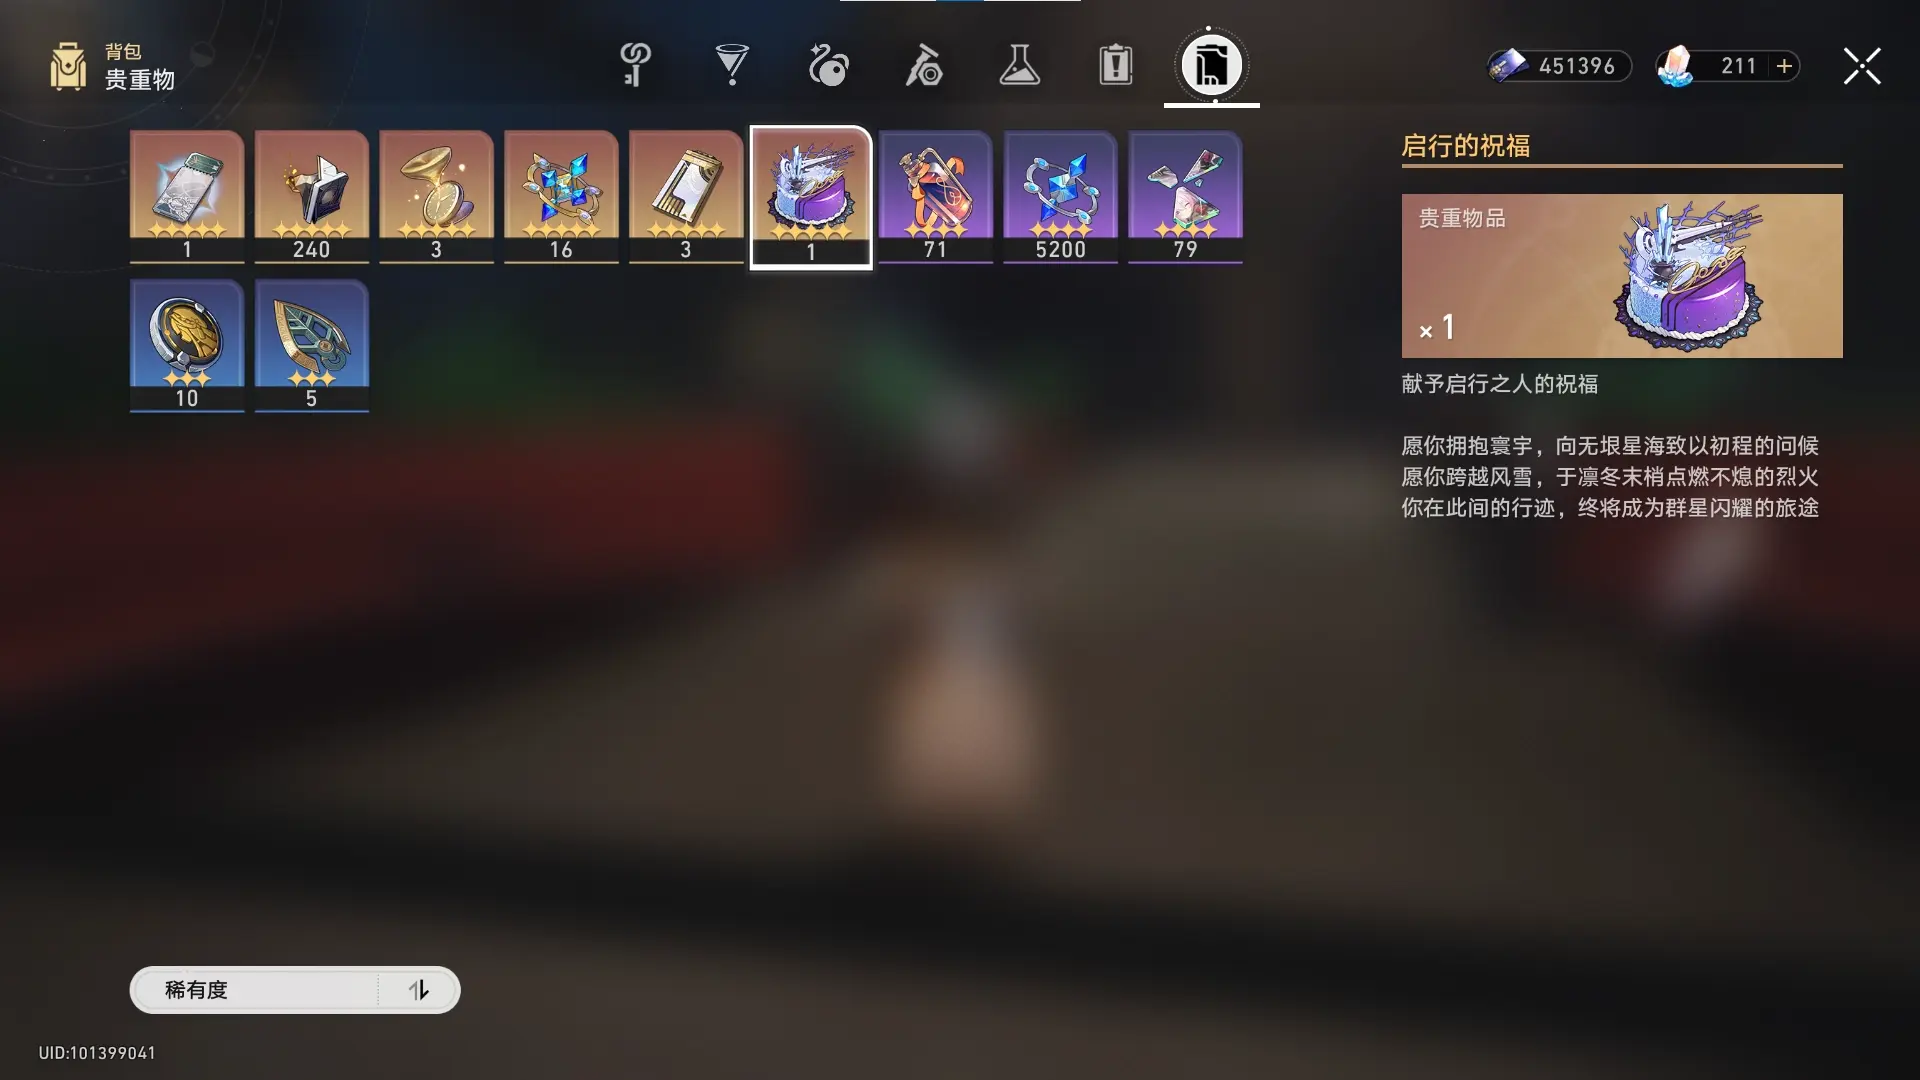 背包
贵重物
451396
211
1
240
3
16
3
1
71
5200
79
10
5
启行的祝福
贵重物品
× 1
献予启行之人的祝福
愿你拥抱寰宇，向无垠星海致以初程的问候
愿你跨越风雪，于凛冬末梢点燃不熄的烈火
你在此间的行迹，终将成为群星闪耀的旅途
稀有度
UID:101399041